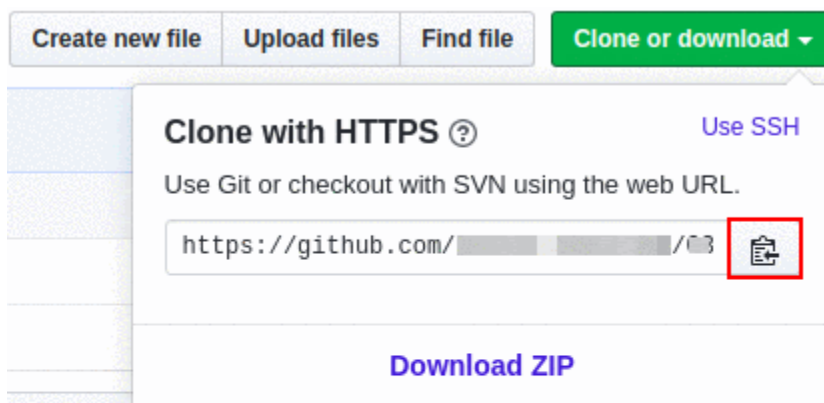 Create new file Upload files Find file Clone or download
Clone with HTTPS Use SSH
Use Git or checkout with SVN using the web URL.
https://github.com/
Download ZIP